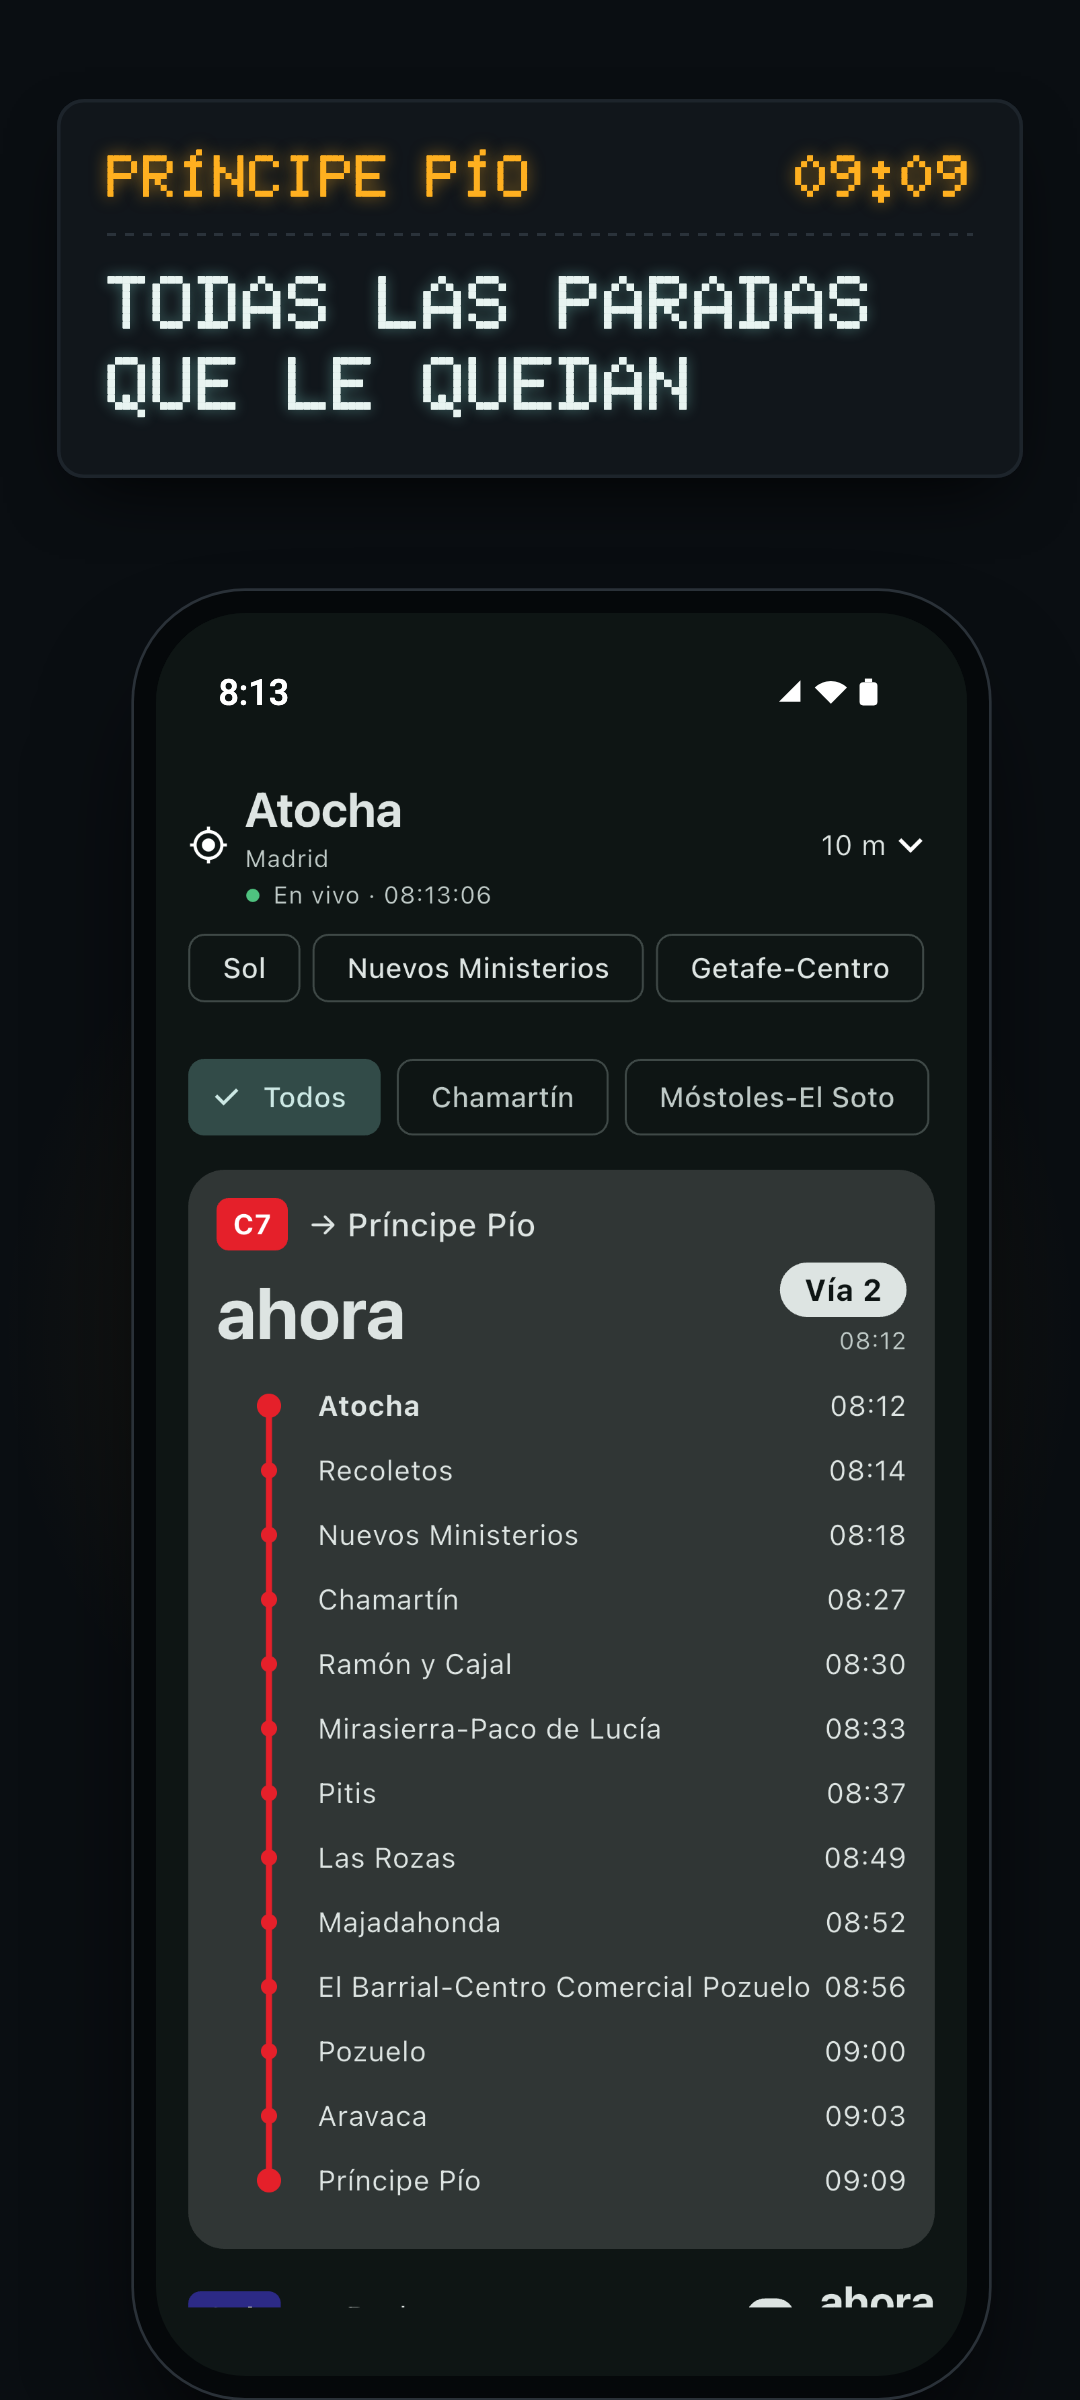 PRÍNCIPE PÍO 09:09
TODAS LAS PARADAS
QUE LE QUEDAN
8:13
Atocha
Madrid
10 m
En vivo · 08:13:06
Sol Nuevos Ministerios Getafe-Centro
Todos Chamartín Móstoles-El Soto
C7 → Príncipe Pío
ahora Vía 2
08:12
Atocha 08:12
Recoletos 08:14
Nuevos Ministerios 08:18
Chamartín 08:27
Ramón y Cajal 08:30
Mirasierra-Paco de Lucía 08:33
Pitis 08:37
Las Rozas 08:49
Majadahonda 08:52
El Barrial-Centro Comercial Pozuelo 08:56
Pozuelo 09:00
Aravaca 09:03
Príncipe Pío 09:09
ahora